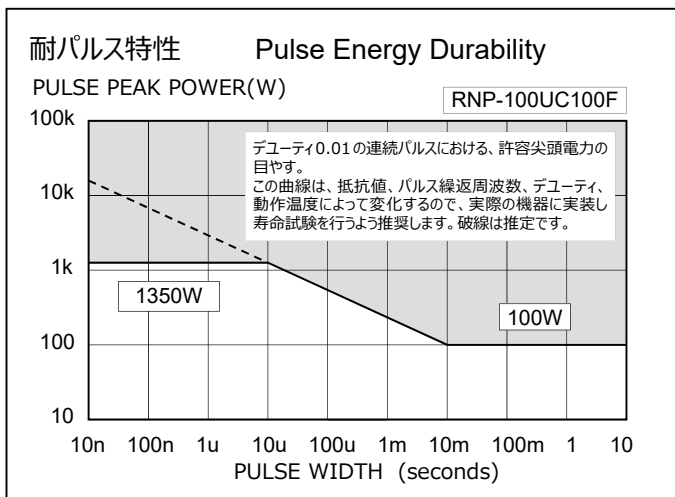 耐パルス特性 Pulse Energy Durability
PULSE PEAK POWER(W)
RNP-100UC100F
100k
デユーティ0.01の連続パルスにおける、許容尖頭電力の
目やす。
この曲線は、抵抗値、パルス繰返周波数、デユーティ、
動作温度によって変化するので、実際の機器に実装し
寿命試験を行うよう推奨します。破線は推定です。
10k
1k
1350W
100W
100
10
10n 100n 1u 10u 100u 1m 10m 100m 1 10
PULSE WIDTH (seconds)